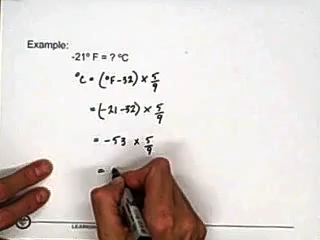 Example:
-21° F = ? °C
°C = (°F-32) × 5/9
= (-21-32) × 5/9
= -53 × 5/9
=